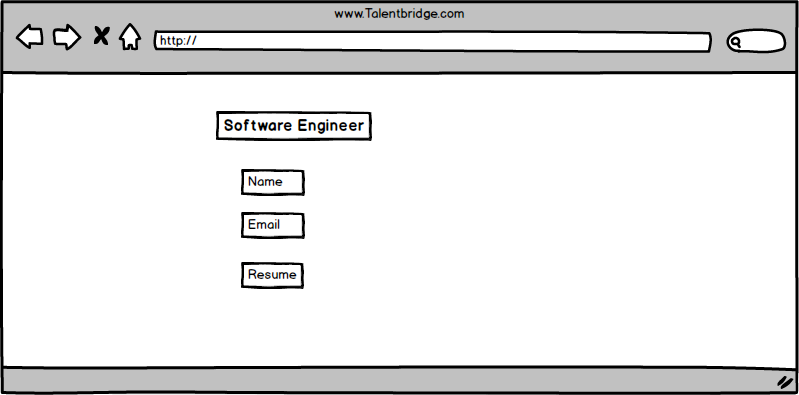 www.Talentbridge.com
http://
Software Engineer
Name
Email
Resume